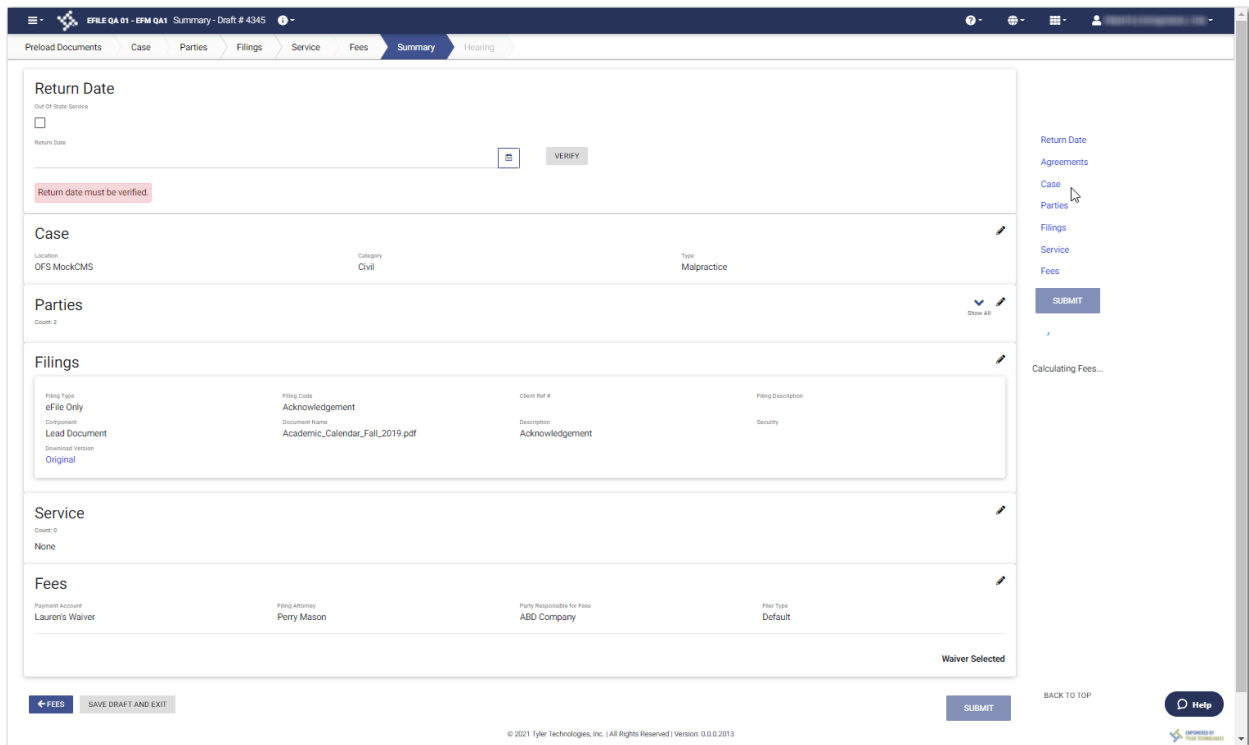 EFILE QA 01 - EFM QA1 Summary - Draft # 4345
Preload Documents Case Parties Filings Service Fees Summary Hearing
Return Date
Out Of State Service
Return Date
VERIFY
Return date must be verified.
Case
Location Category Type
OFS MockCMS Civil Malpractice
Parties
Count: 2
Show All
Filings
Filing Type Filing Code Client Ref # Filing Description
eFile Only Acknowledgement
Component Document Name Description Security
Lead Document Academic_Calendar_Fall_2019.pdf Acknowledgement
Download Version
Original
Service
Count: 0
None
Fees
Payment Account Filing Attorney Party Responsible for Fees Filer Type
Lauren's Waiver Perry Mason ABD Company Default
Waiver Selected
Return Date
Agreements
Case
Parties
Filings
Service
Fees
SUBMIT
Calculating Fees...
FEES SAVE DRAFT AND EXIT SUBMIT
BACK TO TOP
Help
© 2021 Tyler Technologies, Inc. | All Rights Reserved | Version: 0.0.0.2013
EMPOWERED BY
TYLER TECHNOLOGIES